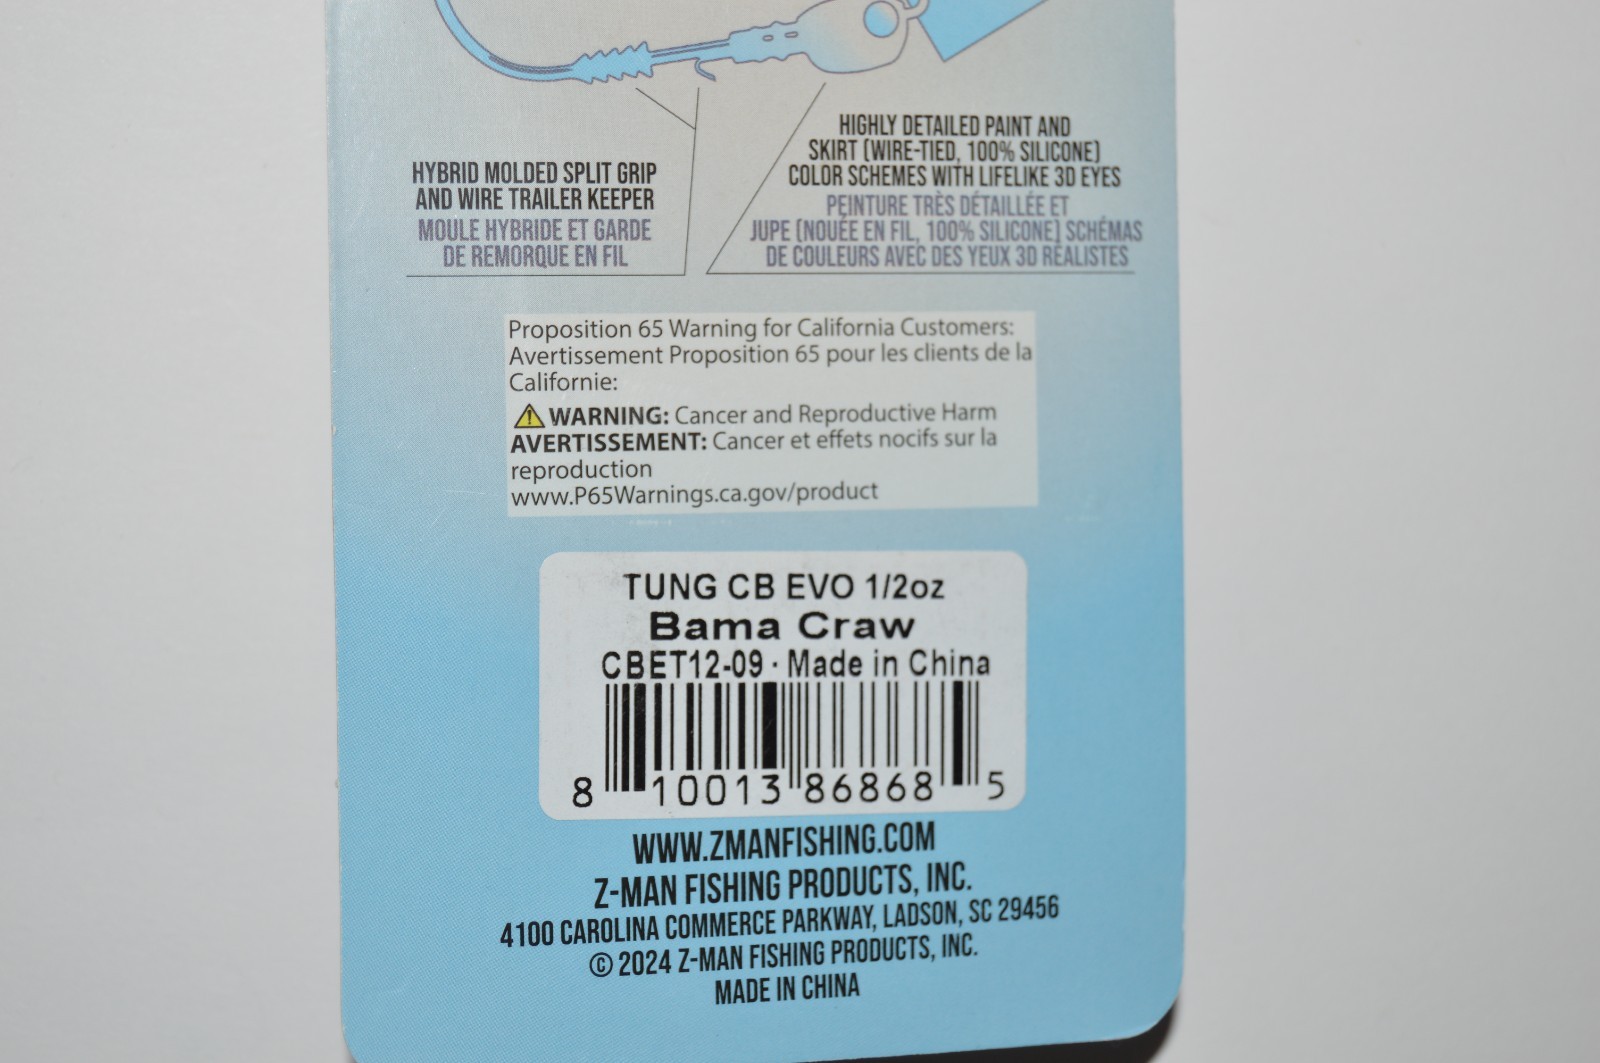 HYBRID MOLDED SPLIT GRIP
AND WIRE TRAILER KEEPER
MOULE HYBRIDE ET GARDE
DE REMORQUE EN FIL
HIGHLY DETAILED PAINT AND
SKIRT (WIRE-TIED, 100% SILICONE)
COLOR SCHEMES WITH LIFELIKE 3D EYES
PEINTURE TRÈS DÉTAILLÉE ET
JUPE (NOUÉE EN FIL, 100% SILICONE) SCHÉMAS
DE COULEURS AVEC DES YEUX 3D RÉALISTES
Proposition 65 Warning for California Customers:
Avertissement Proposition 65 pour les clients de la
Californie:
WARNING: Cancer and Reproductive Harm
AVERTISSEMENT: Cancer et effets nocifs sur la
reproduction
www.P65Warnings.ca.gov/product
TUNG CB EVO 1/2oz
Bama Craw
CBET12-09 · Made in China
8 10013 86868 5
WWW.ZMANFISHING.COM
Z-MAN FISHING PRODUCTS, INC.
4100 CAROLINA COMMERCE PARKWAY, LADSON, SC 29456
© 2024 Z-MAN FISHING PRODUCTS, INC.
MADE IN CHINA